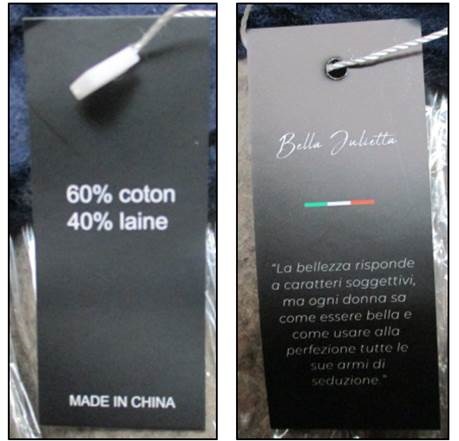 60% coton
40% laine
MADE IN CHINA
Bella Julietta
"La bellezza risponde
a caratteri soggettivi,
ma ogni donna sa
come essere bella e
come usare alla
perfezione tutte le
sue armi di
seduzione."